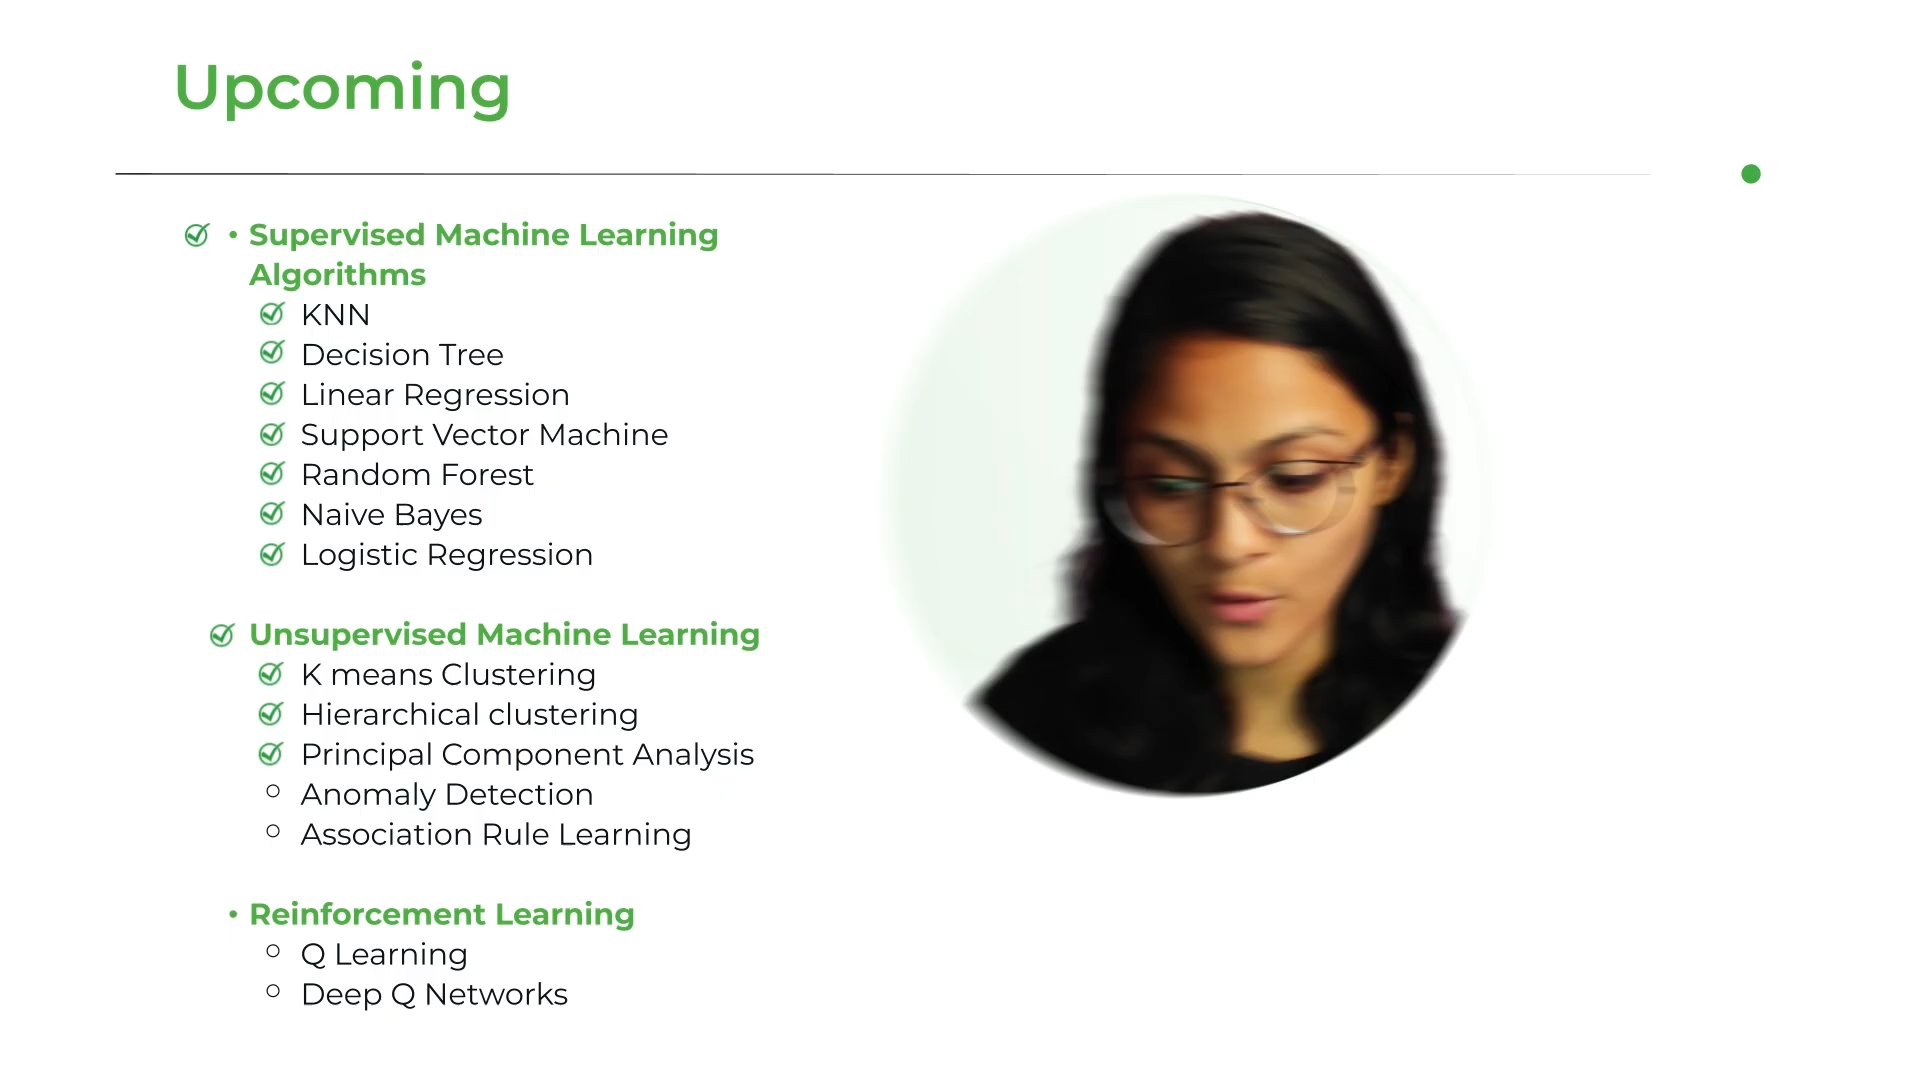 Upcoming
• Supervised Machine Learning
Algorithms
KNN
Decision Tree
Linear Regression
Support Vector Machine
Random Forest
Naive Bayes
Logistic Regression
Unsupervised Machine Learning
K means Clustering
Hierarchical clustering
Principal Component Analysis
○ Anomaly Detection
○ Association Rule Learning
• Reinforcement Learning
○ Q Learning
○ Deep Q Networks